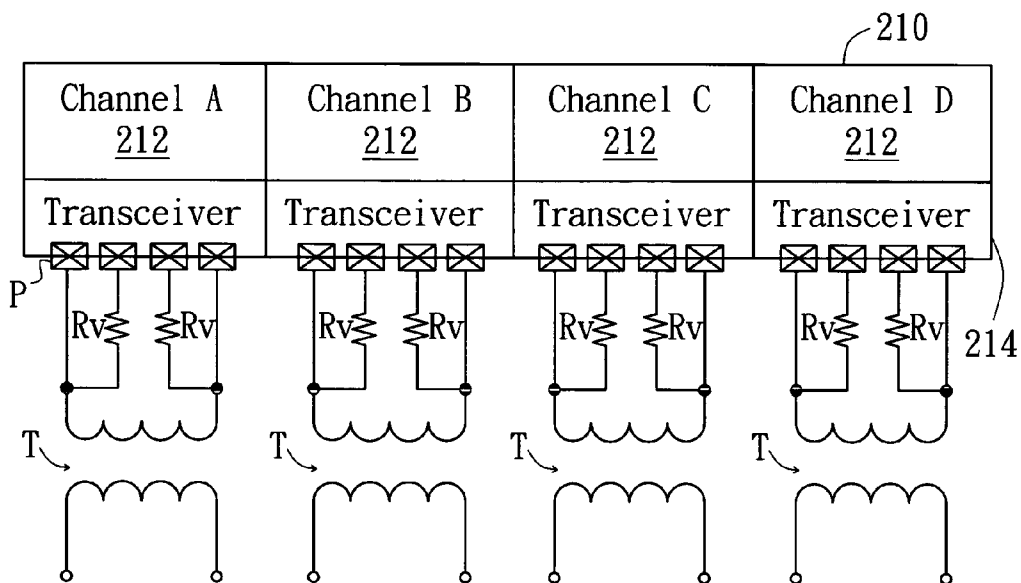 210
Channel A Channel B Channel C Channel D
212 212 212 212
Transceiver Transceiver Transceiver Transceiver
P
Rv Rv Rv Rv Rv Rv Rv Rv
214
T T T T